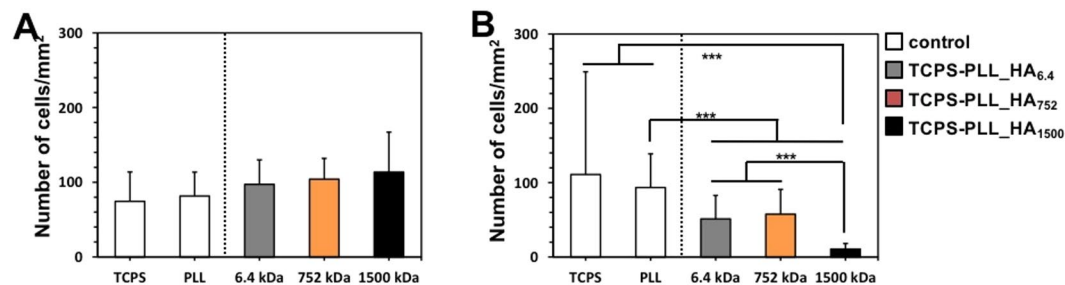 A
B
Number of cells/mm²
300
200
100
0
TCPS PLL 6.4 kDa 752 kDa 1500 kDa
Number of cells/mm²
300
200
100
0
***
***
***
TCPS PLL 6.4 kDa 752 kDa 1500 kDa
control
TCPS-PLL_HA6.4
TCPS-PLL_HA752
TCPS-PLL_HA1500